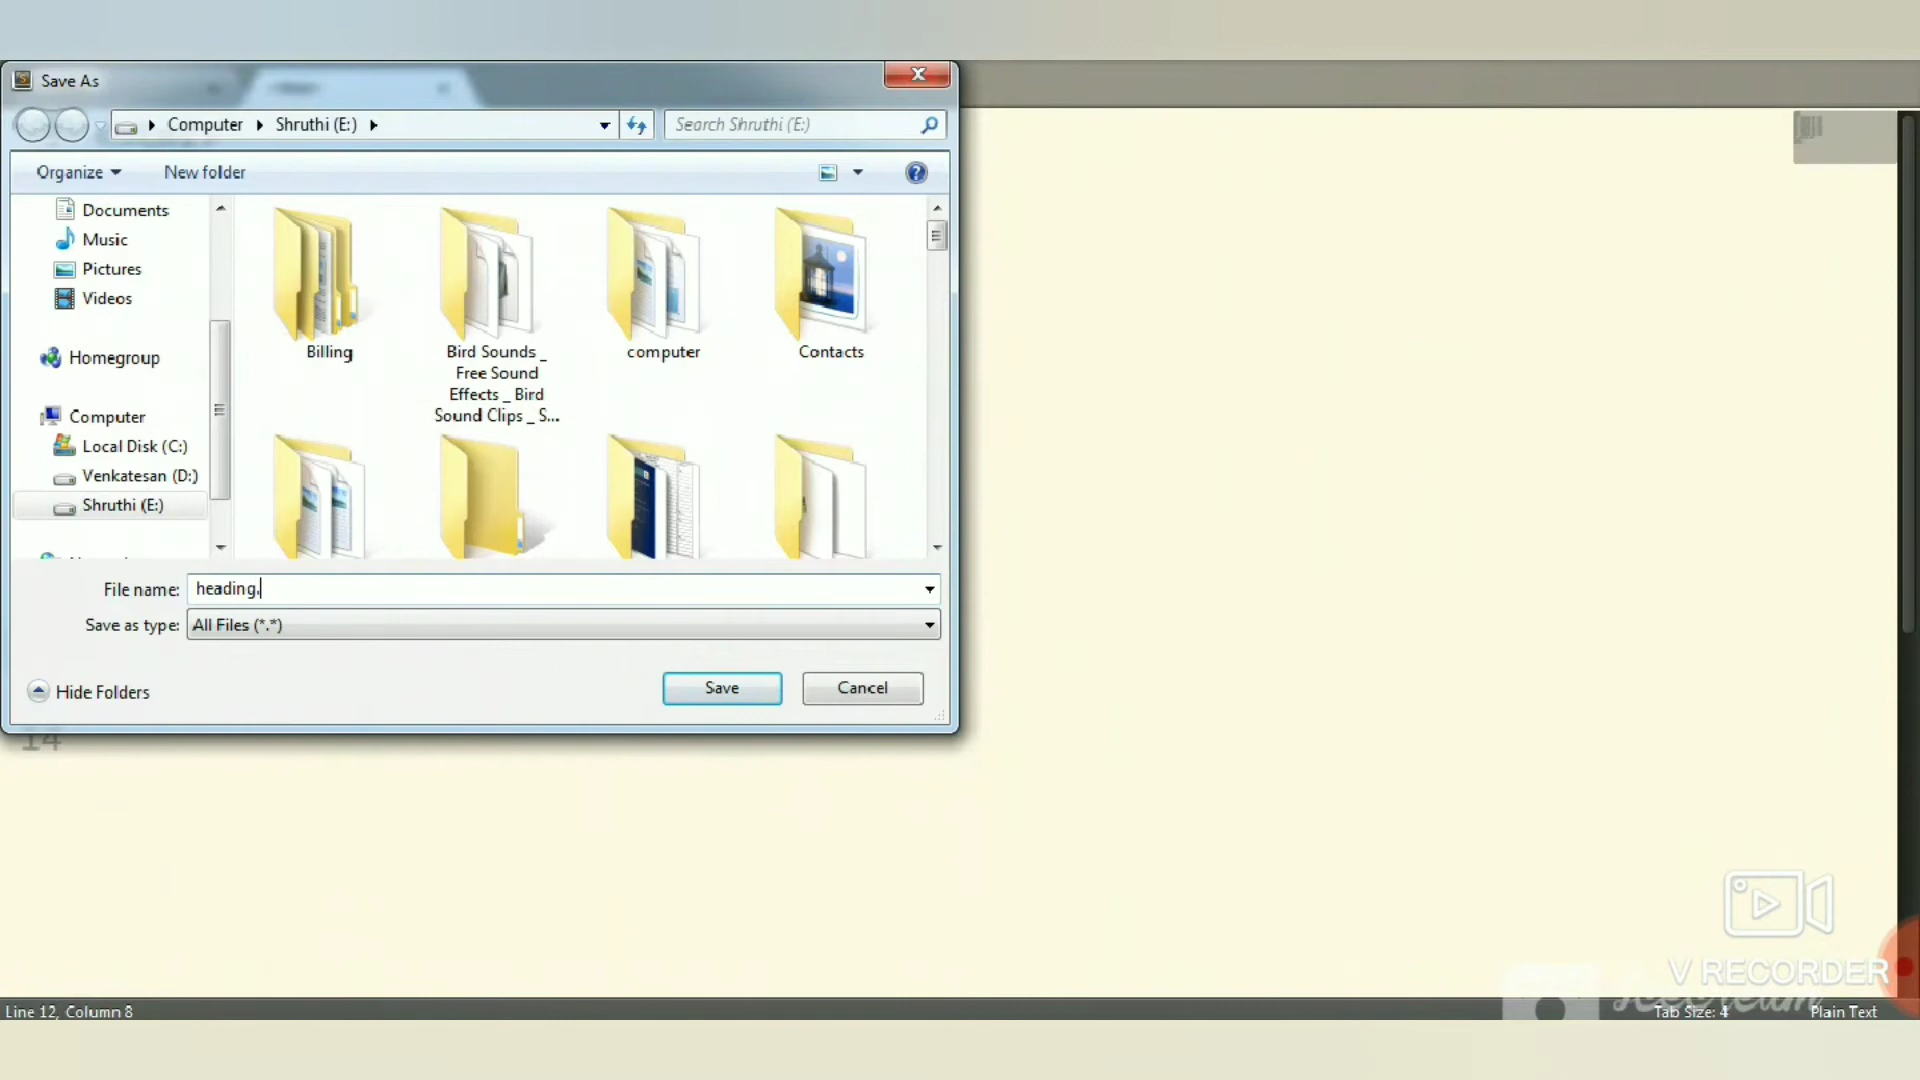 Save As
Computer
Shruthi (E:)
Search Shruthi (E:)
Organize
New folder
Documents
Music
Pictures
Videos
Homegroup
Computer
Local Disk (C:)
Venkatesan (D:)
Shruthi (E:)
Billing
Bird Sounds _
Free Sound
Effects _ Bird
Sound Clips _ S...
computer
Contacts
File name: heading.
Save as type: All Files (*.*)
Hide Folders
Save
Cancel
14
V RECORDER
Line 12, Column 8
Tab Size: 4
Plain Text